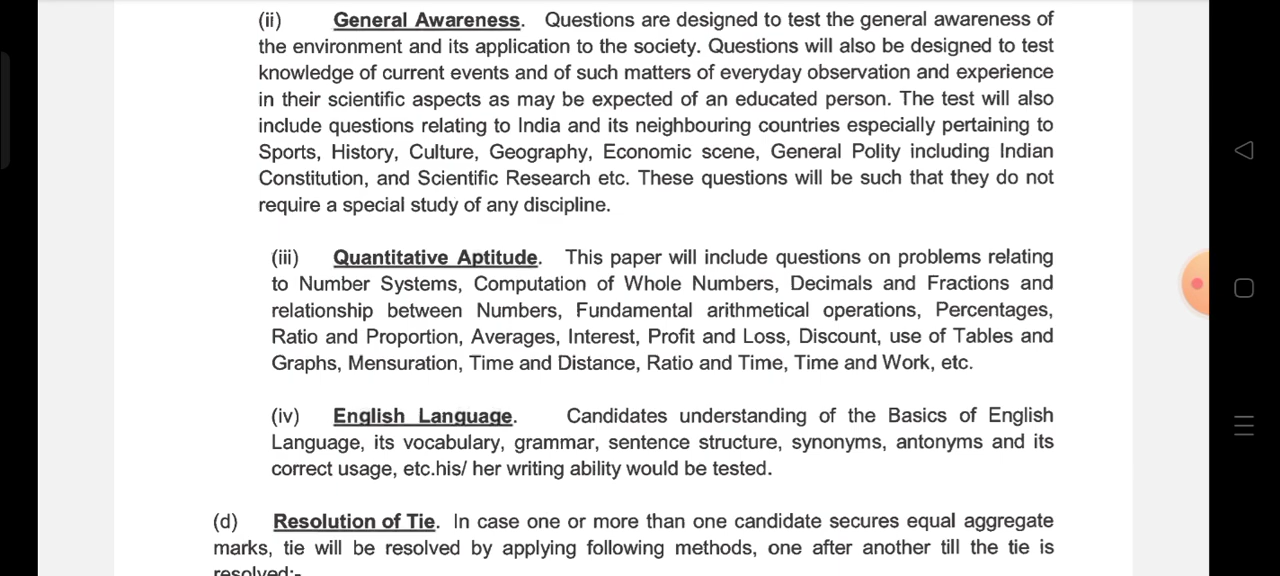 (ii) General Awareness. Questions are designed to test the general awareness of
the environment and its application to the society. Questions will also be designed to test
knowledge of current events and of such matters of everyday observation and experience
in their scientific aspects as may be expected of an educated person. The test will also
include questions relating to India and its neighbouring countries especially pertaining to
Sports, History, Culture, Geography, Economic scene, General Polity including Indian
Constitution, and Scientific Research etc. These questions will be such that they do not
require a special study of any discipline.
(iii) Quantitative Aptitude. This paper will include questions on problems relating
to Number Systems, Computation of Whole Numbers, Decimals and Fractions and
relationship between Numbers, Fundamental arithmetical operations, Percentages,
Ratio and Proportion, Averages, Interest, Profit and Loss, Discount, use of Tables and
Graphs, Mensuration, Time and Distance, Ratio and Time, Time and Work, etc.
(iv) English Language. Candidates understanding of the Basics of English
Language, its vocabulary, grammar, sentence structure, synonyms, antonyms and its
correct usage, etc.his/ her writing ability would be tested.
(d) Resolution of Tie. In case one or more than one candidate secures equal aggregate
marks, tie will be resolved by applying following methods, one after another till the tie is
resolved:-